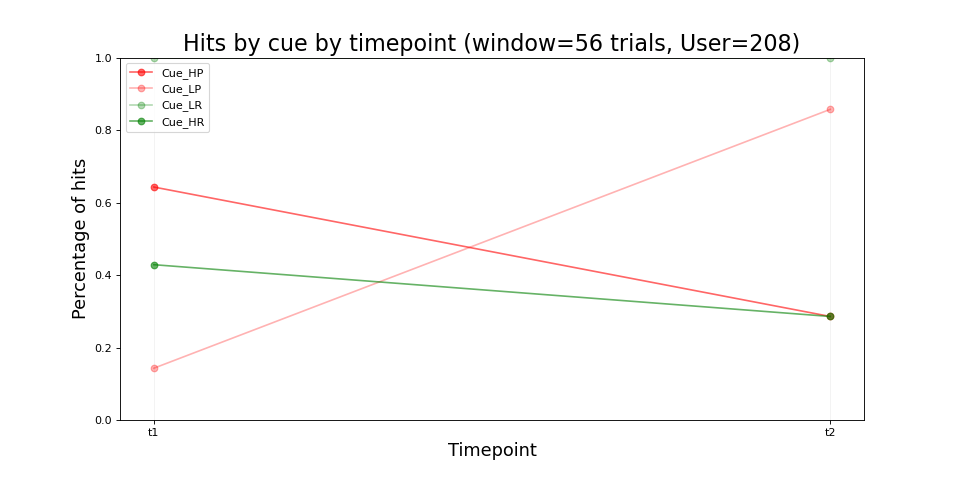 Hits by cue by timepoint (window=56 trials, User=208)
1.0
0.8
0.6
0.4
0.2
0.0
Percentage of hits
Cue_HP
Cue_LP
Cue_LR
Cue_HR
t1
t2
Timepoint